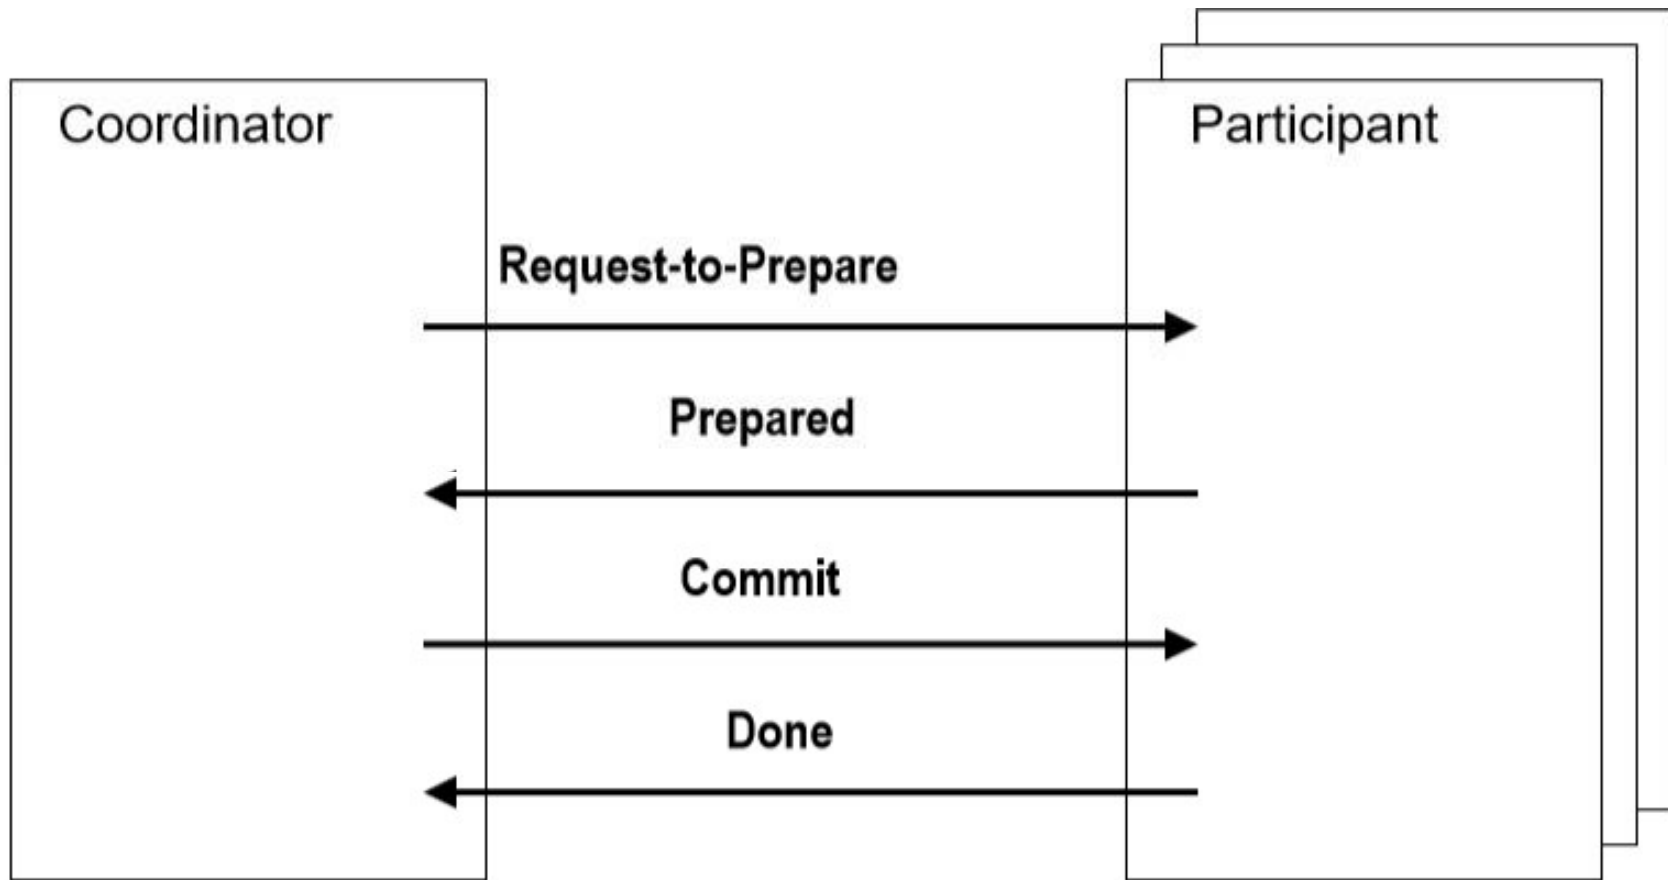 Coordinator
Participant
Request-to-Prepare
Prepared
Commit
Done